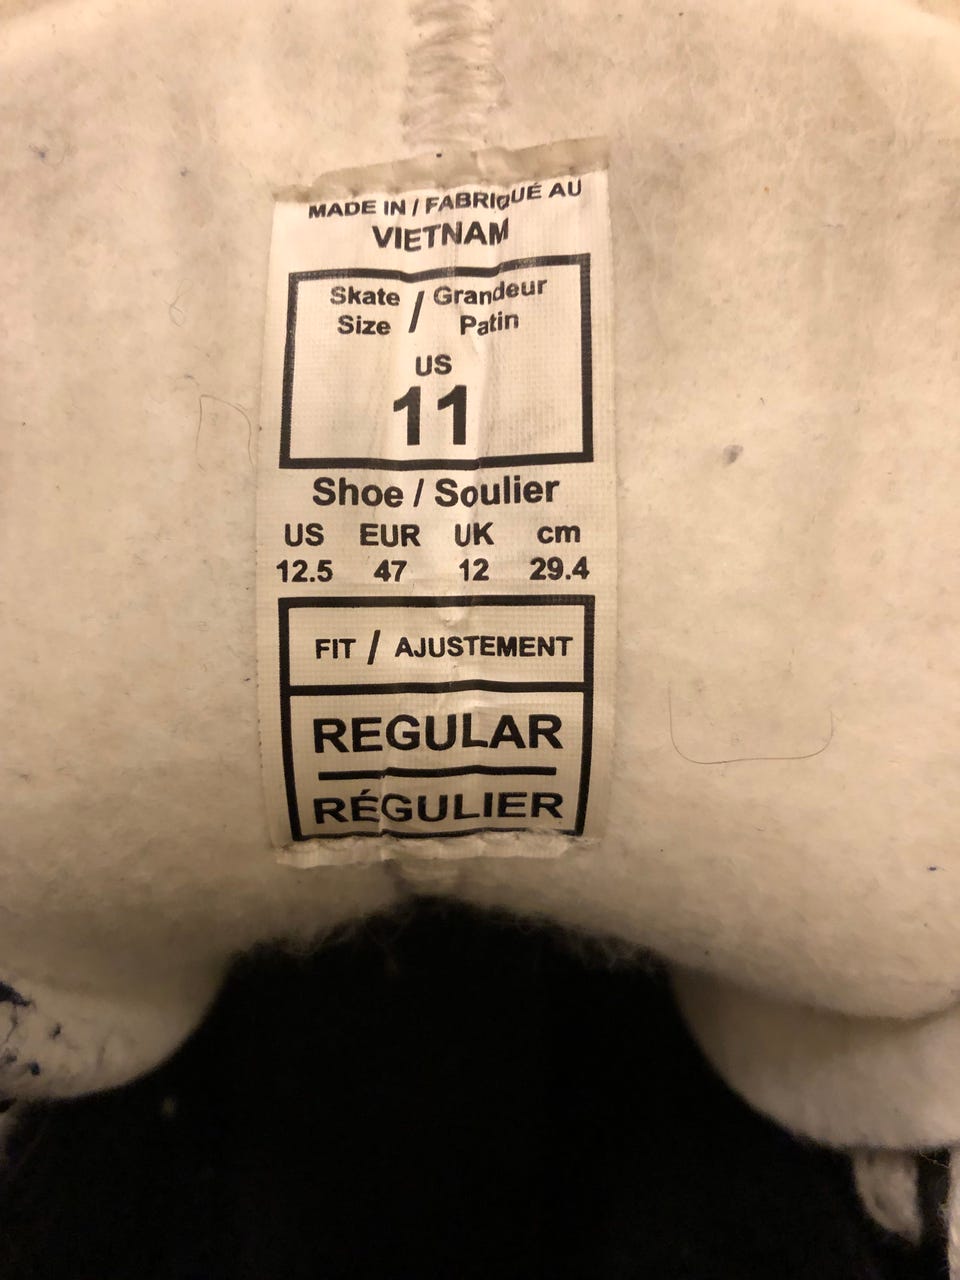 MADE IN / FABRIQUÉ AU
VIETNAM
Skate / Grandeur
Size Patin
US
11
Shoe / Soulier
US EUR UK cm
12.5 47 12 29.4
FIT / AJUSTEMENT
REGULAR
RÉGULIER